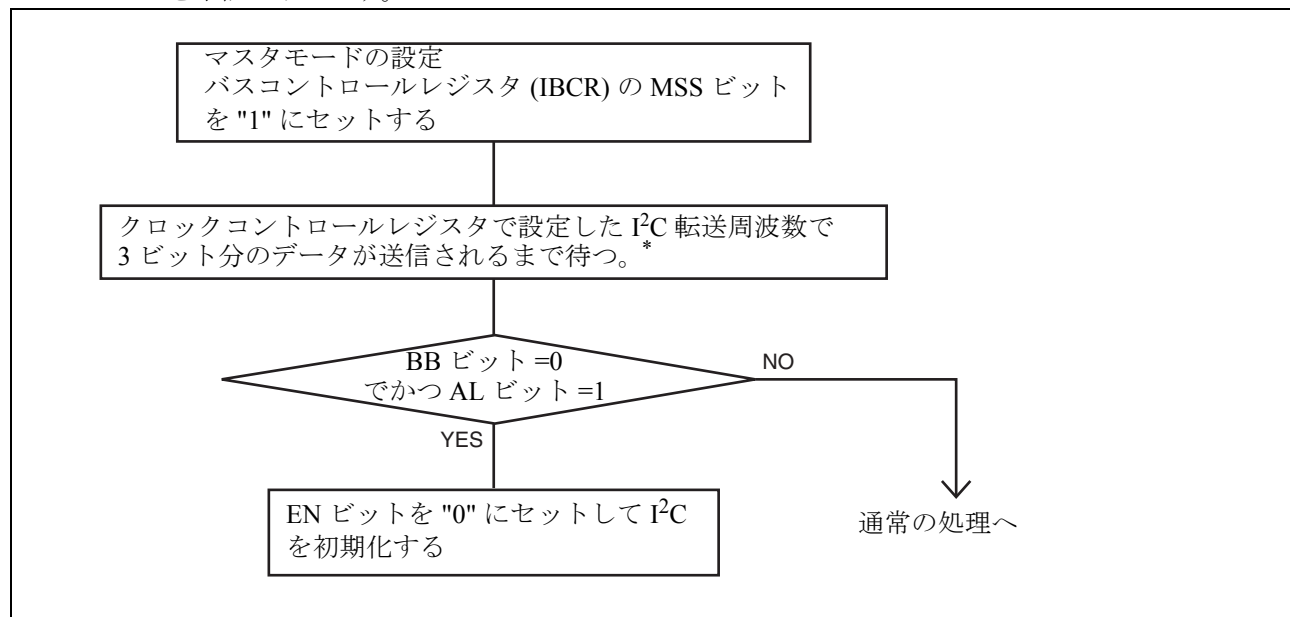 マスタモードの設定
バスコントロールレジスタ (IBCR) の MSS ビット
を "1" にセットする
クロックコントロールレジスタで設定した I²C 転送周波数で
3 ビット分のデータが送信されるまで待つ。*
BB ビット =0
でかつ AL ビット =1
NO
YES
EN ビットを "0" にセットして I²C
を初期化する
通常の処理へ